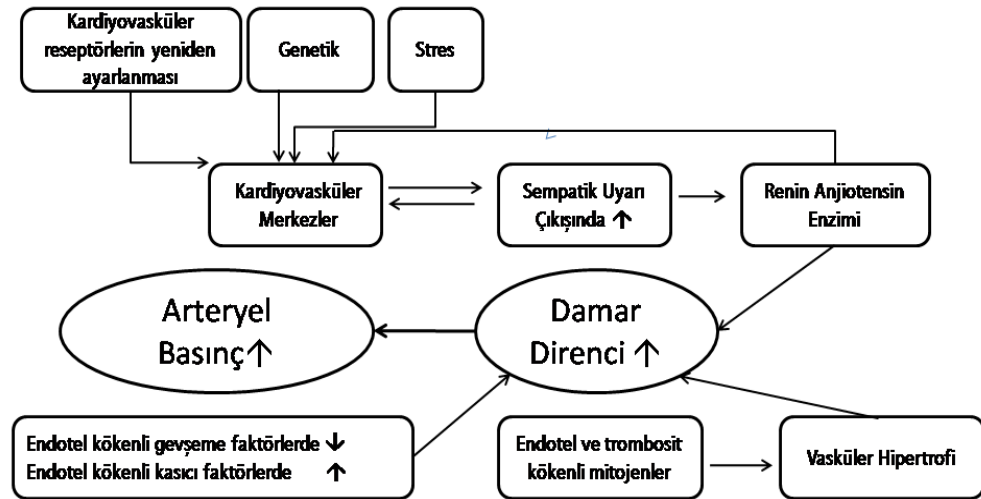 Kardiyovasküler
reseptörlerin yeniden
ayarlanması
Genetik
Stres
Kardiyovasküler
Merkezler
Sempatik Uyarı
Çıkışında ↑
Renin Anjiotensin
Enzimi
Arteryel
Basınç↑
Damar
Direnci ↑
Endotel kökenli gevşeme faktörlerde ↓
Endotel kökenli kasıcı faktörlerde ↑
Endotel ve trombosit
kökenli mitojenler
Vasküler Hipertrofi